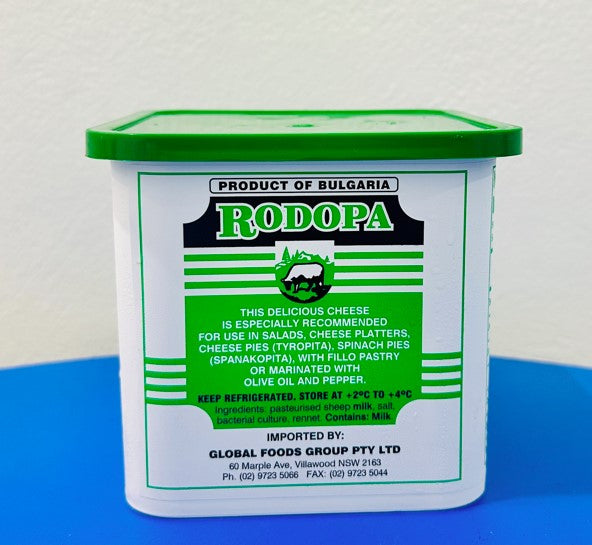 PRODUCT OF BULGARIA
RODOPA
THIS DELICIOUS CHEESE
IS ESPECIALLY RECOMMENDED
FOR USE IN SALADS, CHEESE PLATTERS,
CHEESE PIES (TYROPITA), SPINACH PIES
(SPANAKOPITA), WITH FILLO PASTRY
OR MARINATED WITH
OLIVE OIL AND PEPPER.
KEEP REFRIGERATED. STORE AT +2ºC TO +4ºC
Ingredients: pasteurised sheep milk, salt,
bacterial culture, rennet. Contains: Milk
IMPORTED BY:
GLOBAL FOODS GROUP PTY LTD
60 Marple Ave, Villawood NSW 2163
Ph. (02) 9723 5066 FAX: (02) 9723 5044